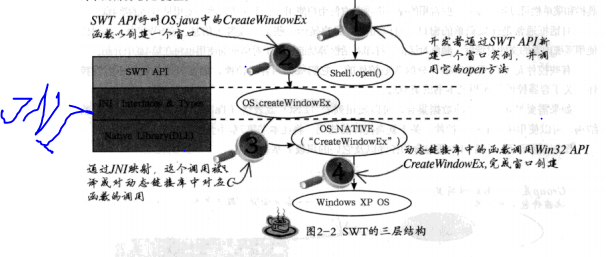 SWT API将叫OS.java中的CreateWindowEx
函数以创建一个窗口
1
开发者通过SWT API新
建一个窗口实例，并调
用它的open方法
2
Shell.open()
SWT API
JNI Interface & Types
Native Library(DLL)
JNI
OS.createWindowEx
OS_NATIVE
("CreateWindowEx")
3
通过JNI映射，这个调用被
译成对动态链接库中对应C
函数的调用
4
动态链接库中的函数调用Win32 API
CreateWindowEx,完成窗口创建
Windows XP OS
图2-2 SWT的三层结构